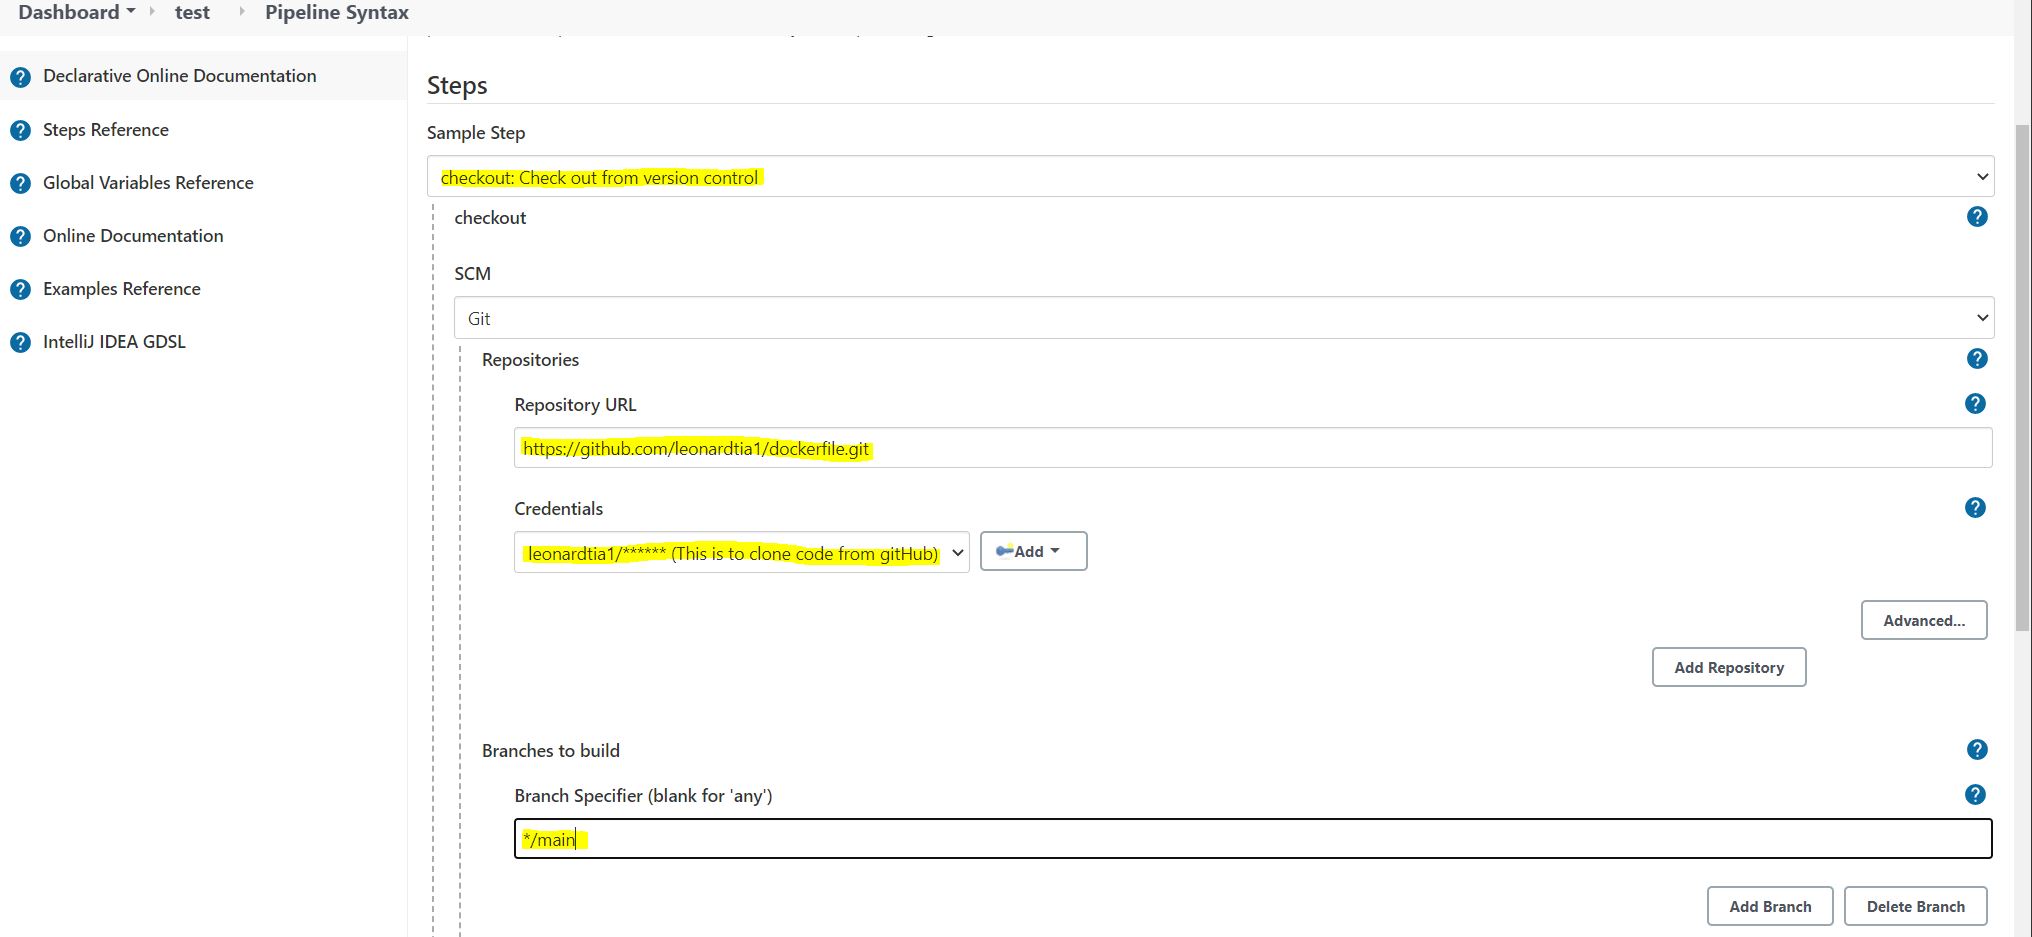 Dashboard test Pipeline Syntax
Declarative Online Documentation
Steps Reference
Global Variables Reference
Online Documentation
Examples Reference
IntelliJ IDEA GDSL
Steps
Sample Step
checkout: Check out from version control
checkout
SCM
Git
Repositories
Repository URL
https://github.com/leonardtia1/dockerfile.git
Credentials
leonardtia1/****** (This is to clone code from gitHub) Add
Advanced...
Add Repository
Branches to build
Branch Specifier (blank for 'any')
*/main
Add Branch Delete Branch